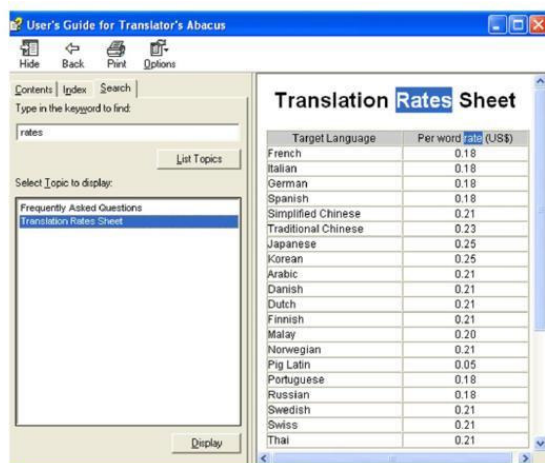 User's Guide for Translator's Abacus
Hide Back Print Options
Contents Index Search
Type in the keyword to find:
rates
List Topics
Select Topic to display:
Frequently Asked Questions
Translation Rates Sheet
Display
Translation Rates Sheet
Target Language Per word rate (US$)
French 0.18
Italian 0.18
German 0.18
Spanish 0.18
Simplified Chinese 0.21
Traditional Chinese 0.23
Japanese 0.25
Korean 0.25
Arabic 0.21
Danish 0.21
Dutch 0.21
Finnish 0.21
Malay 0.20
Norwegian 0.21
Pig Latin 0.05
Portuguese 0.18
Russian 0.18
Swedish 0.21
Swiss 0.21
Thai 0.21